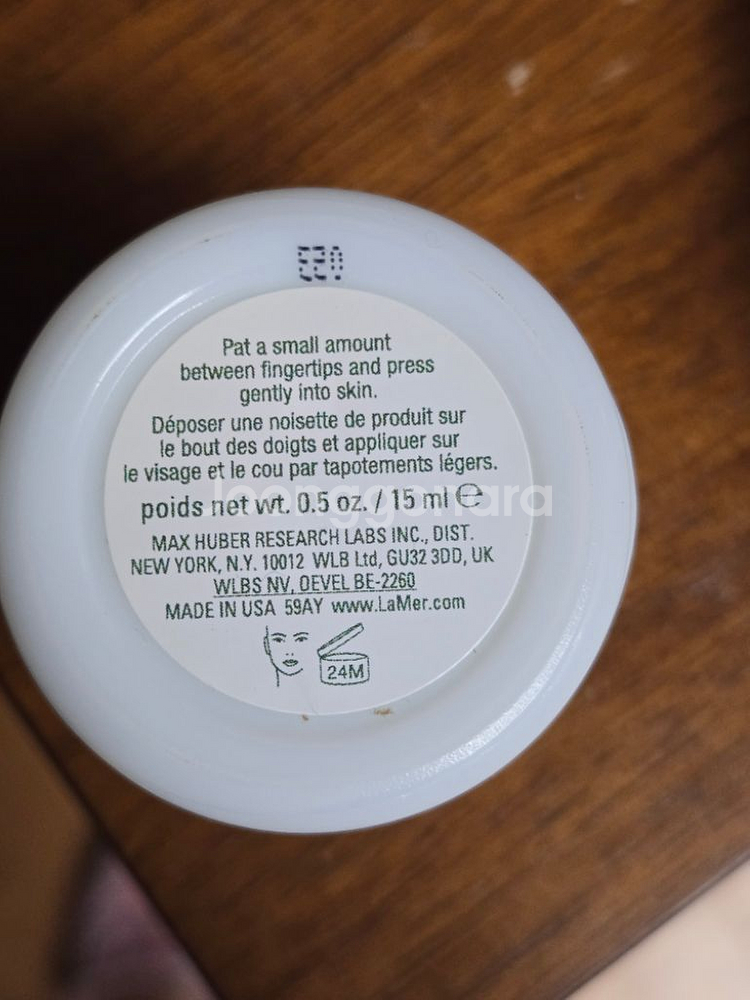 Pat a small amount
between fingertips and press
gently into skin.
Déposer une noisette de produit sur
le bout des doigts et appliquer sur
le visage et le cou par tapotements légers.
poids net wt. 0.5 oz. / 15 ml ℮
joonggonara
MAX HUBER RESEARCH LABS INC., DIST.
NEW YORK, N.Y. 10012 WLB Ltd, GU32 3DD, UK
WLBS NV, OEVEL BE-2260
MADE IN USA 59AY www.LaMer.com
24M